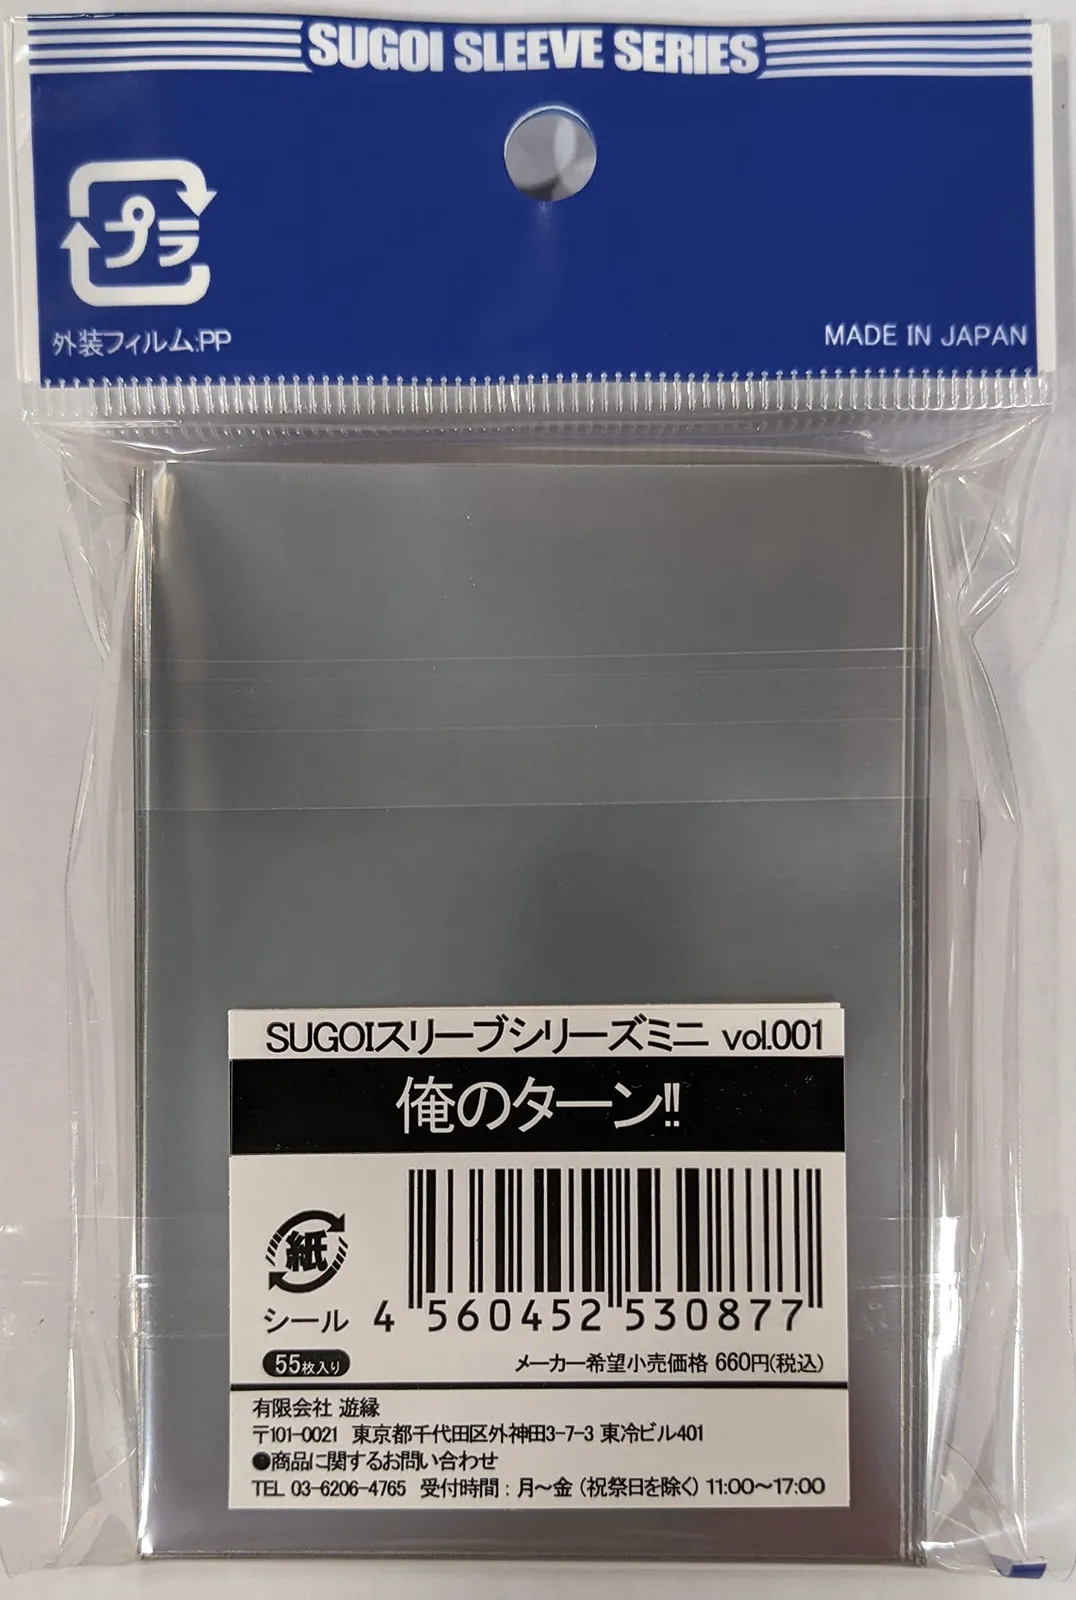 SUGOI SLEEVE SERIES
プラ
外装フィルム:PP
MADE IN JAPAN
SUGOIスリーブシリーズミニ vol.001
俺のターン!!
紙
シール
4 560452 530877
55枚入り
メーカー希望小売価格 660円(税込)
有限会社 遊縁
〒101-0021 東京都千代田区外神田3-7-3 東冷ビル401
●商品に関するお問い合わせ
TEL 03-6206-4765 受付時間：月〜金（祝祭日を除く）11:00〜17:00